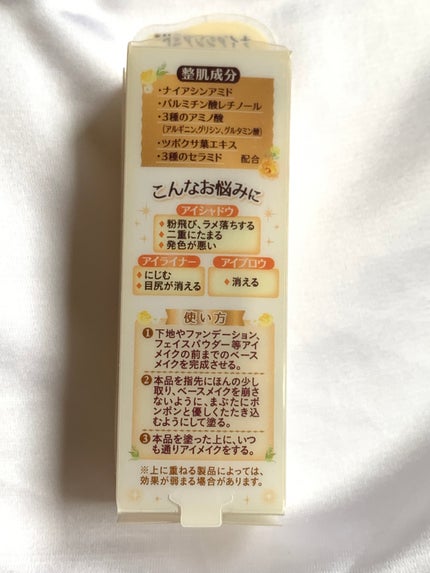 ナイアシンアミド
整肌成分
・ナイアシンアミド
・パルミチン酸レチノール
・3種のアミノ酸
(アルギニン,グリシン,グルタミン酸)
・ツボクサ葉エキス
・3種のセラミド 配合
こんなお悩みに
アイシャドウ
粉飛び、ラメ落ちする
二重にたまる
発色が悪い
アイライナー
にじむ
目尻が消える
アイブロウ
消える
使い方
1 下地やファンデーション、
フェイスパウダー等アイ
メイクの前までのベース
メイクを完成させる。
2 本品を指先にほんの少し
取り、ベースメイクを崩さ
ないように、まぶたにポ
ンポンと優しくたたき込
むようにして塗る。
3 本品を塗った上に、いつ
も通りアイメイクをする。
※上に重ねる製品によっては、
効果が弱まる場合があります。